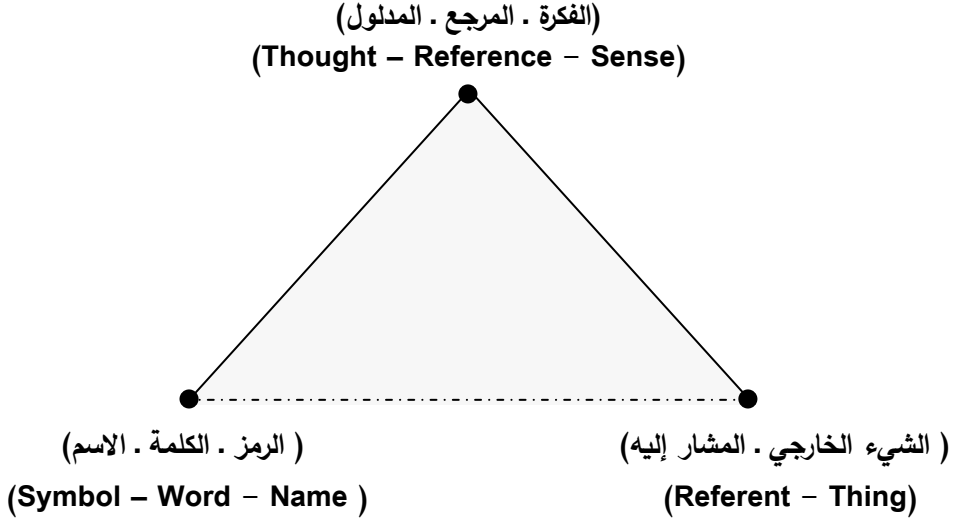 (الفكرة . المرجع . المدلول)
(Thought – Reference – Sense)
( الرمز . الكلمة . الاسم)
(Symbol – Word – Name )
( الشيء الخارجي . المشار إليه)
(Referent – Thing)